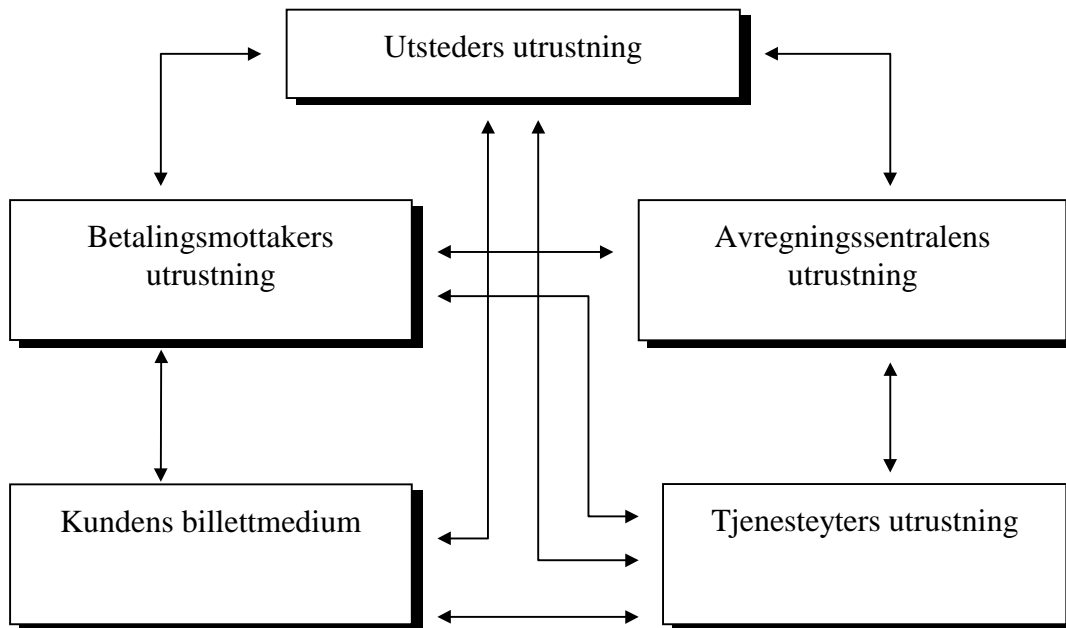 Utsteders utrustning
Betalingsmottakers
utrustning
Avregningssentralens
utrustning
Kundens billettmedium
Tjenesteyters utrustning